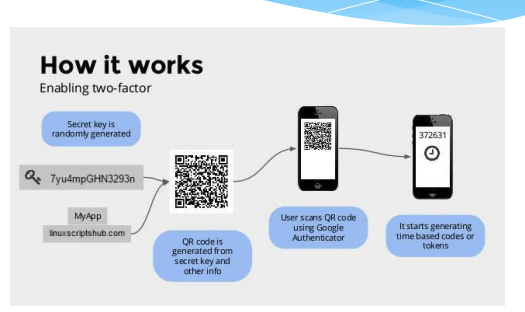 How it works
Enabling two-factor
Secret key is
randomly generated
7yu4mpGHN3293n
MyApp
linuxscriptshub.com
QR code is
generated from
secret key and
other info
User scans QR code
using Google
Authenticator
372631
It starts generating
time based codes or
tokens